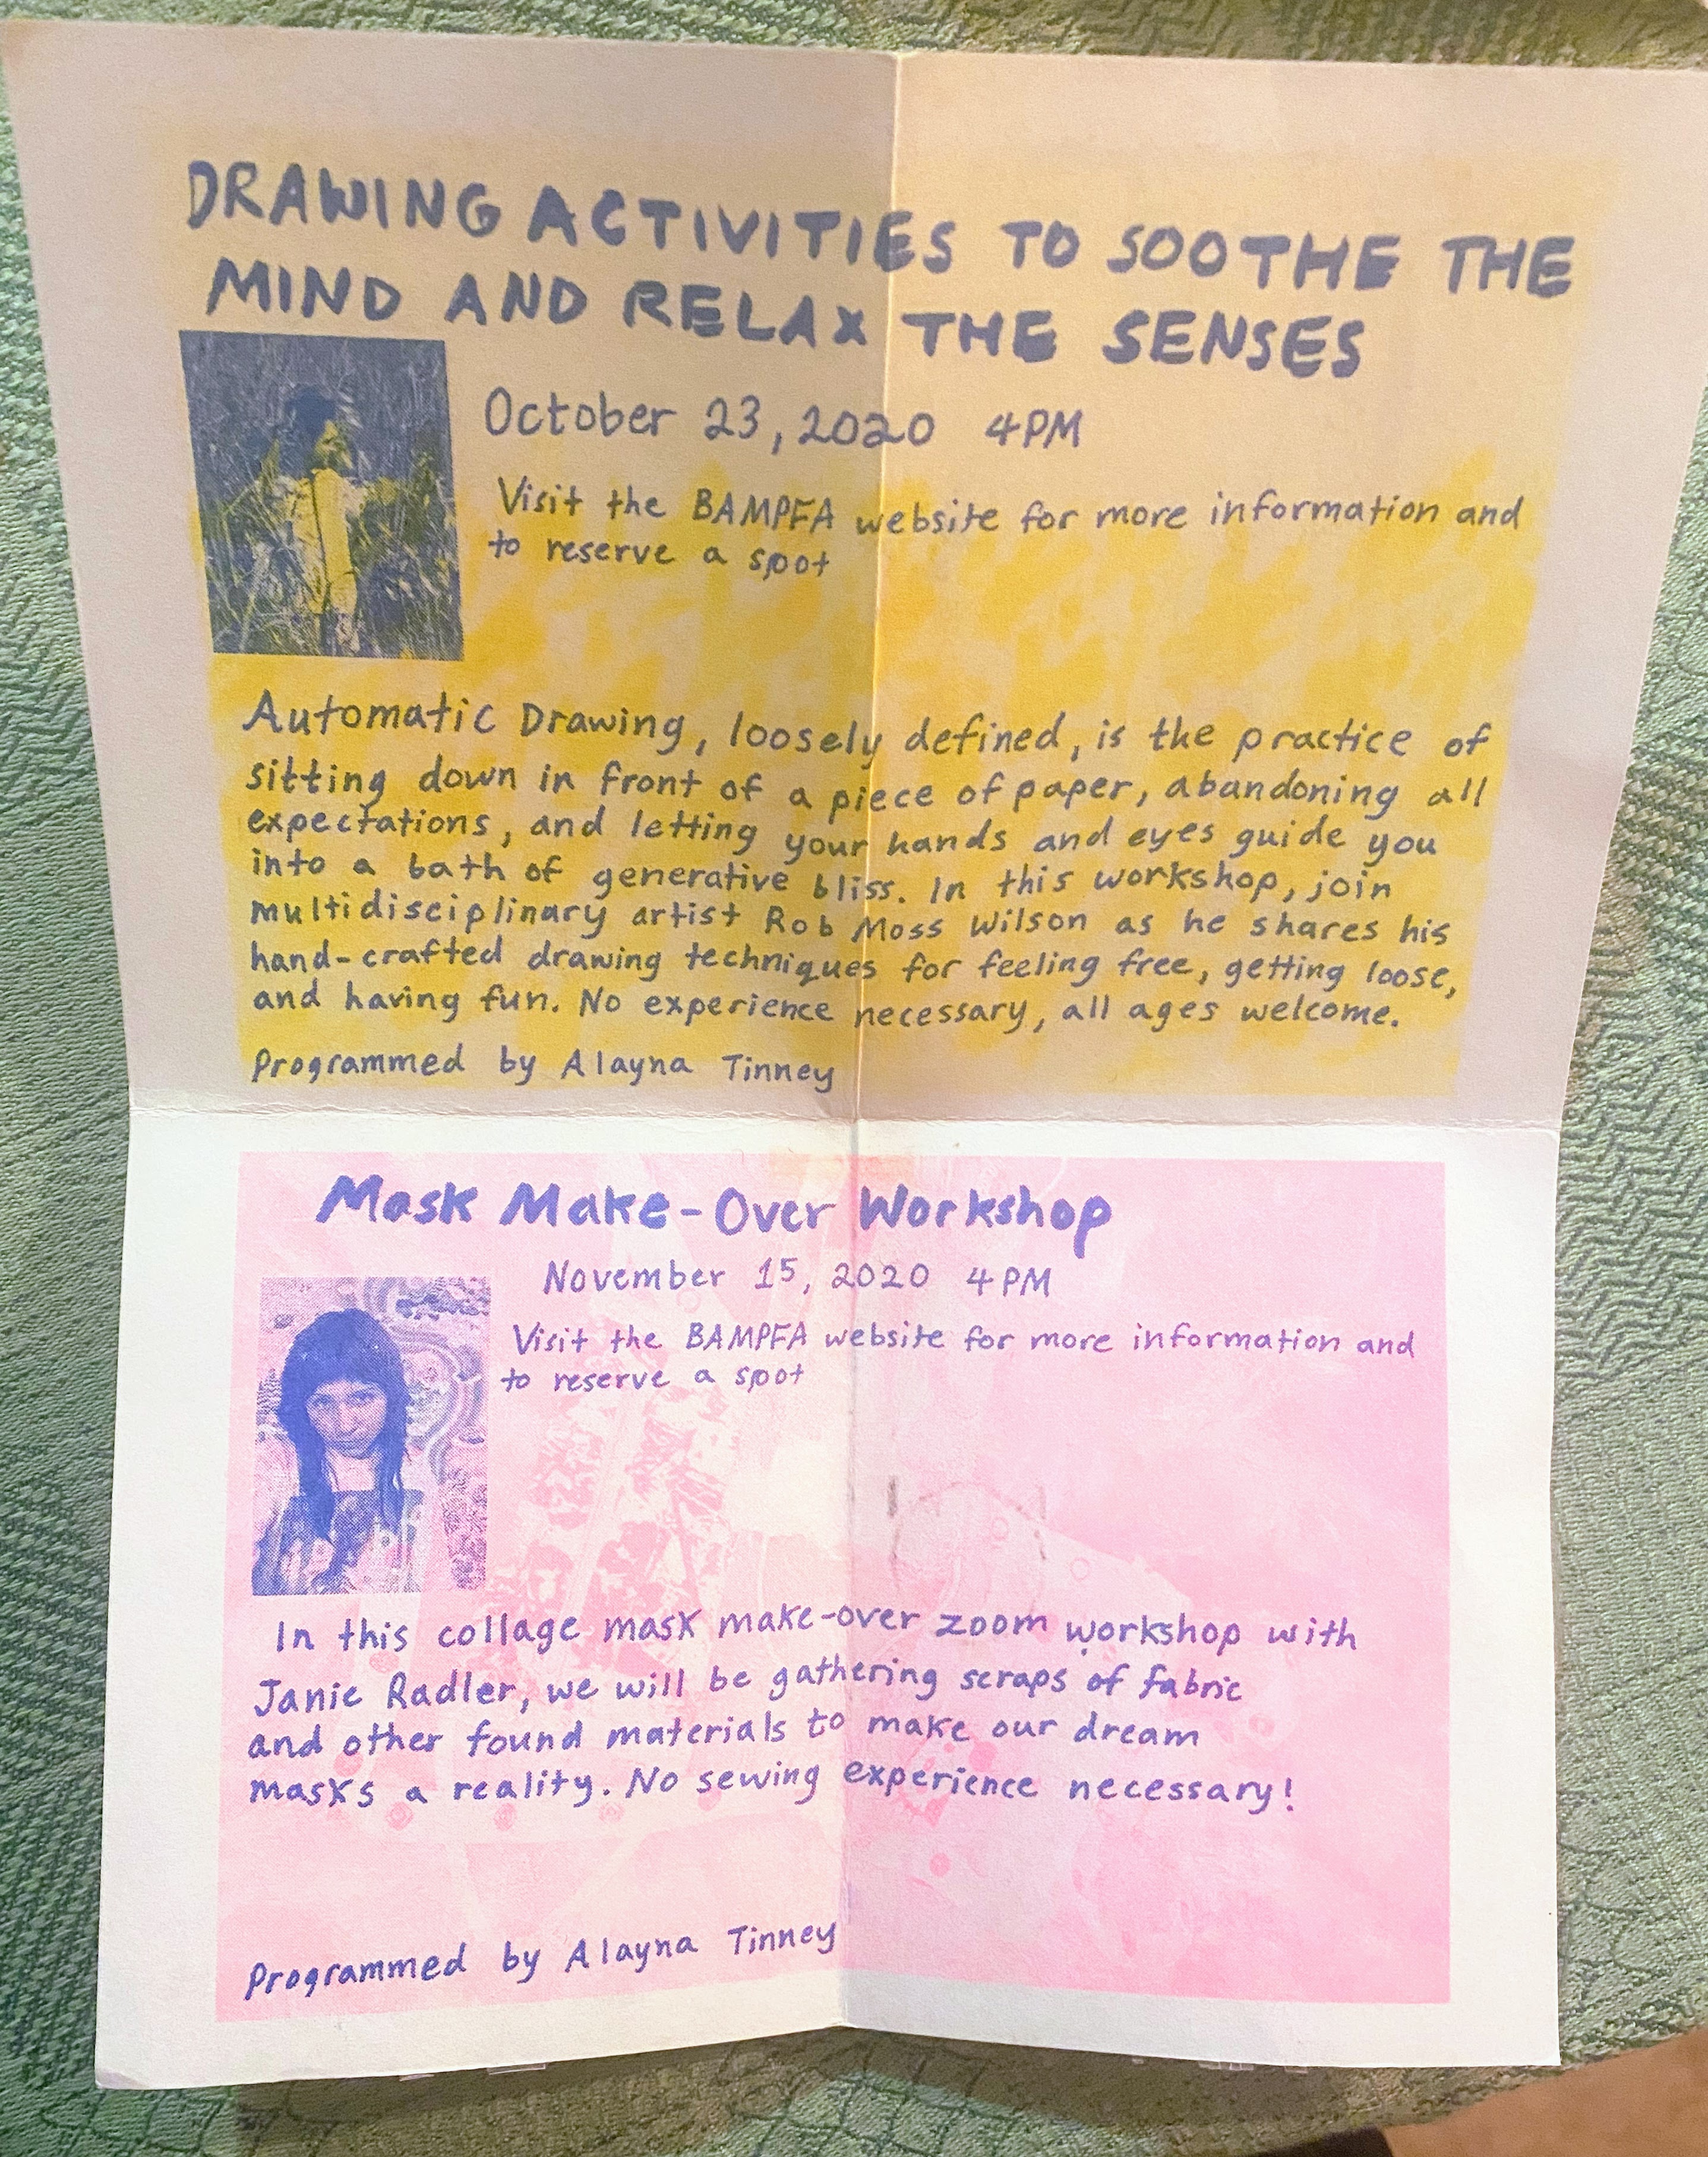 DRAWING ACTIVITIES TO SOOTHE THE
MIND AND RELAX THE SENSES
October 23, 2020 4PM
Visit the BAMPFA website for more information and
to reserve a spot
Automatic Drawing, loosely defined, is the practice of
sitting down in front of a piece of paper, abandoning all
expectations, and letting your hands and eyes guide you
into a bath of generative bliss. In this workshop, join
multidisciplinary artist Rob Moss Wilson as he shares his
hand-crafted drawing techniques for feeling free, getting loose,
and having fun. No experience necessary, all ages welcome.
Programmed by Alayna Tinney
Mask Make-Over Workshop
November 15, 2020 4PM
Visit the BAMPFA website for more information and
to reserve a spot
In this collage mask make-over zoom workshop with
Janie Radler, we will be gathering scraps of fabric
and other found materials to make our dream
masks a reality. No sewing experience necessary!
Programmed by Alayna Tinney